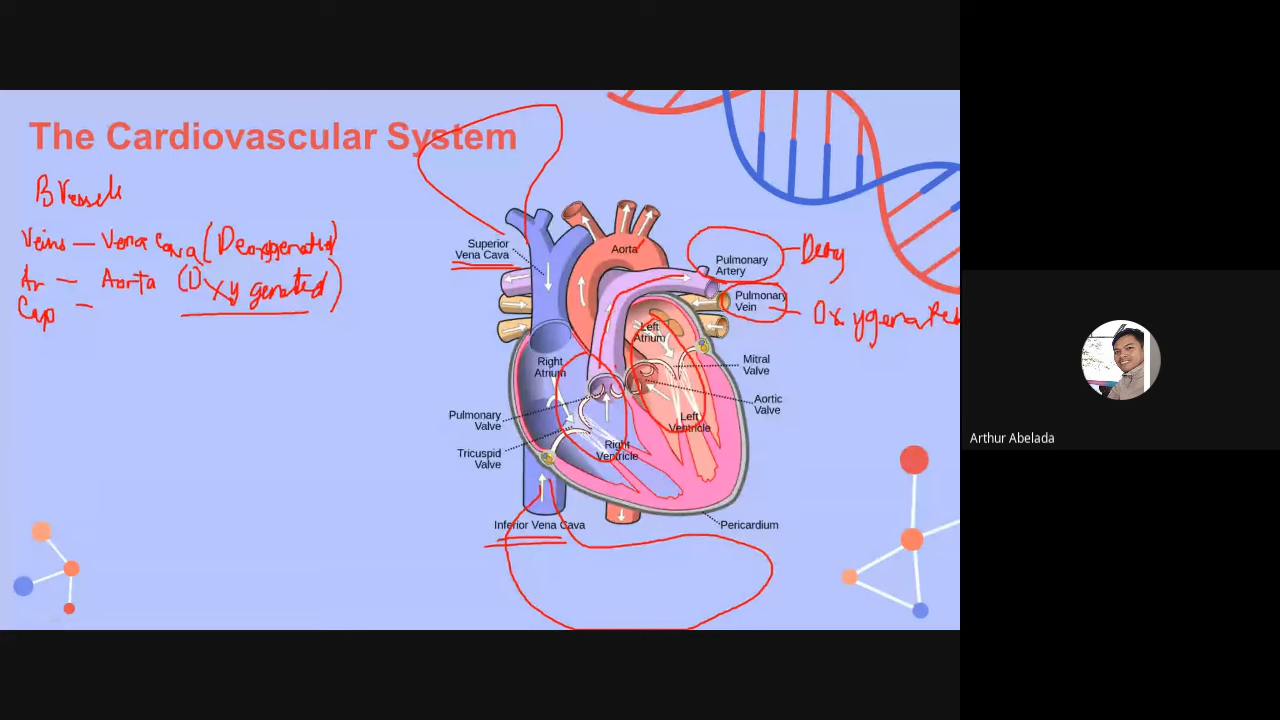 The Cardiovascular System
B Vessels
Veins — Vena Cava (Deoxygenated)
Ar — Aorta (Oxygenated)
Cap —
Superior
Vena Cava
Aorta
Pulmonary
Artery
— Deoxy
Pulmonary
Vein
— Oxygenated
Left
Atrium
Right
Atrium
Mitral
Valve
Aortic
Valve
Pulmonary
Valve
Left
Ventricle
Tricuspid
Valve
Right
Ventricle
Inferior Vena Cava
Pericardium
Arthur Abelada